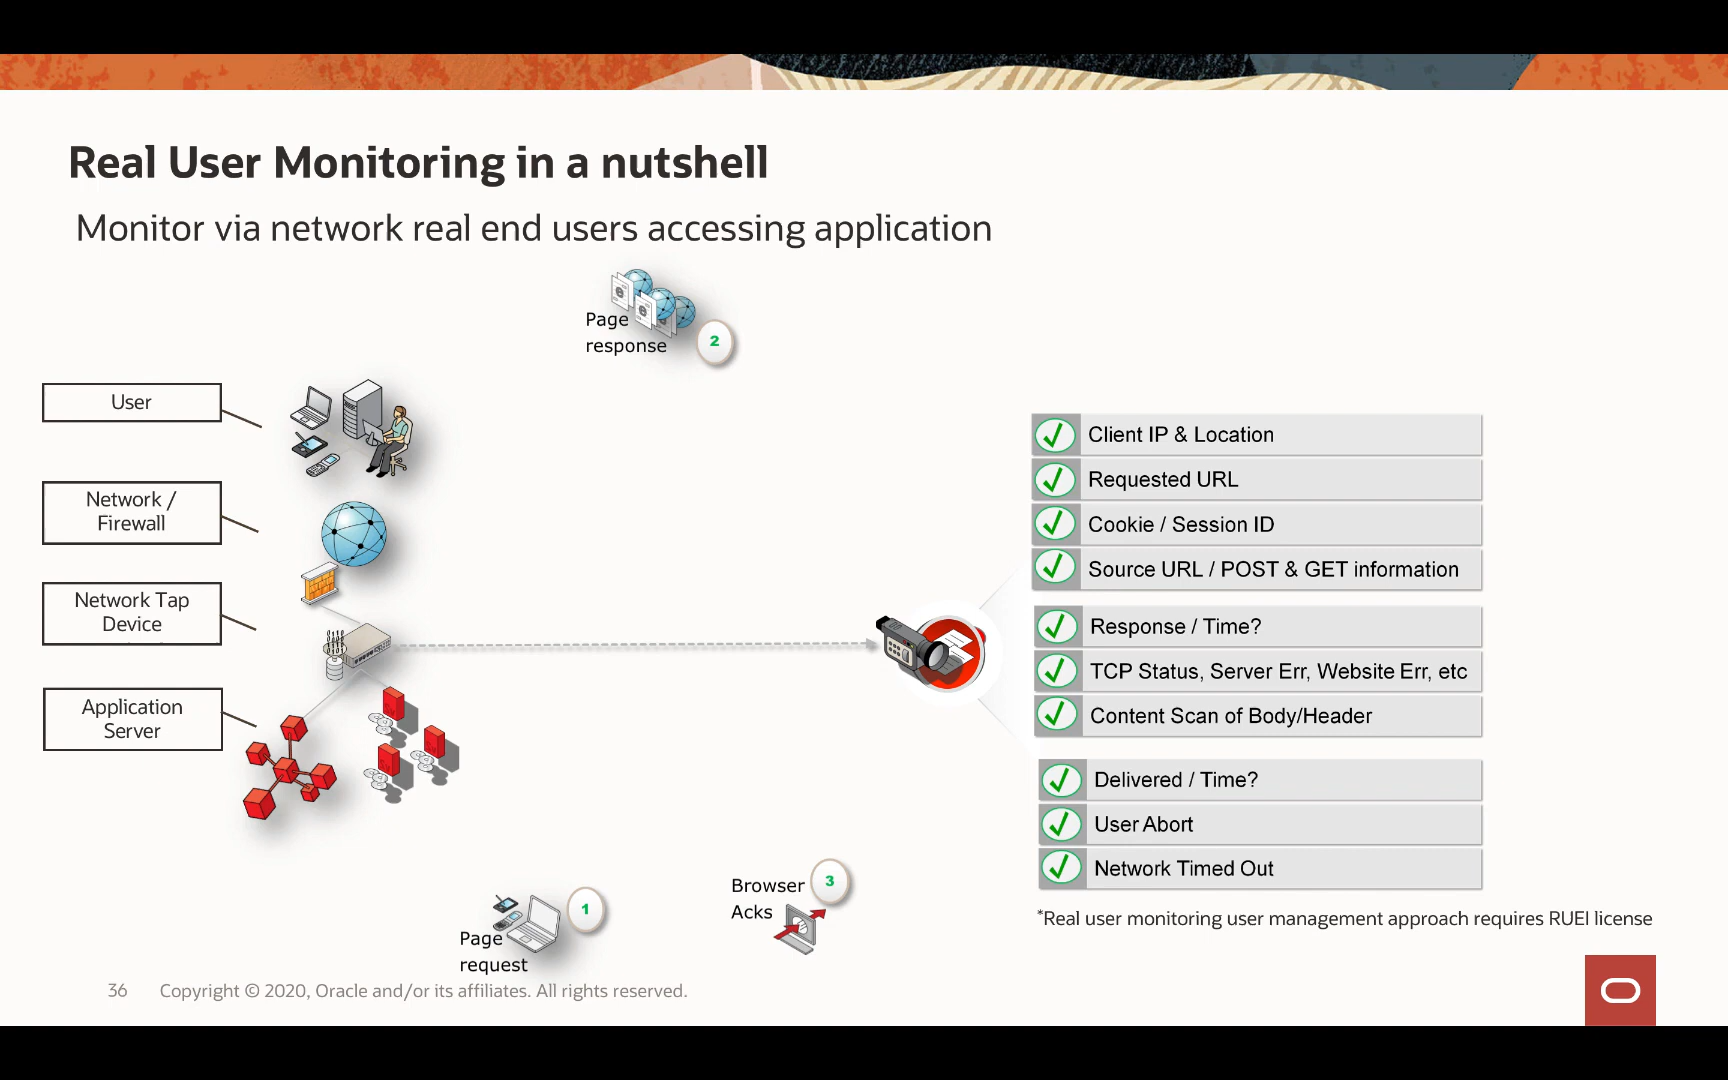 Real User Monitoring in a nutshell
Monitor via network real end users accessing application
Page
response
2
User
Network /
Firewall
Network Tap
Device
Application
Server
Client IP & Location
Requested URL
Cookie / Session ID
Source URL / POST & GET information
Response / Time?
TCP Status, Server Err, Website Err, etc
Content Scan of Body/Header
Delivered / Time?
User Abort
Network Timed Out
Page
request
1
Browser
Acks
3
*Real user monitoring user management approach requires RUEI license
36 Copyright © 2020, Oracle and/or its affiliates. All rights reserved.